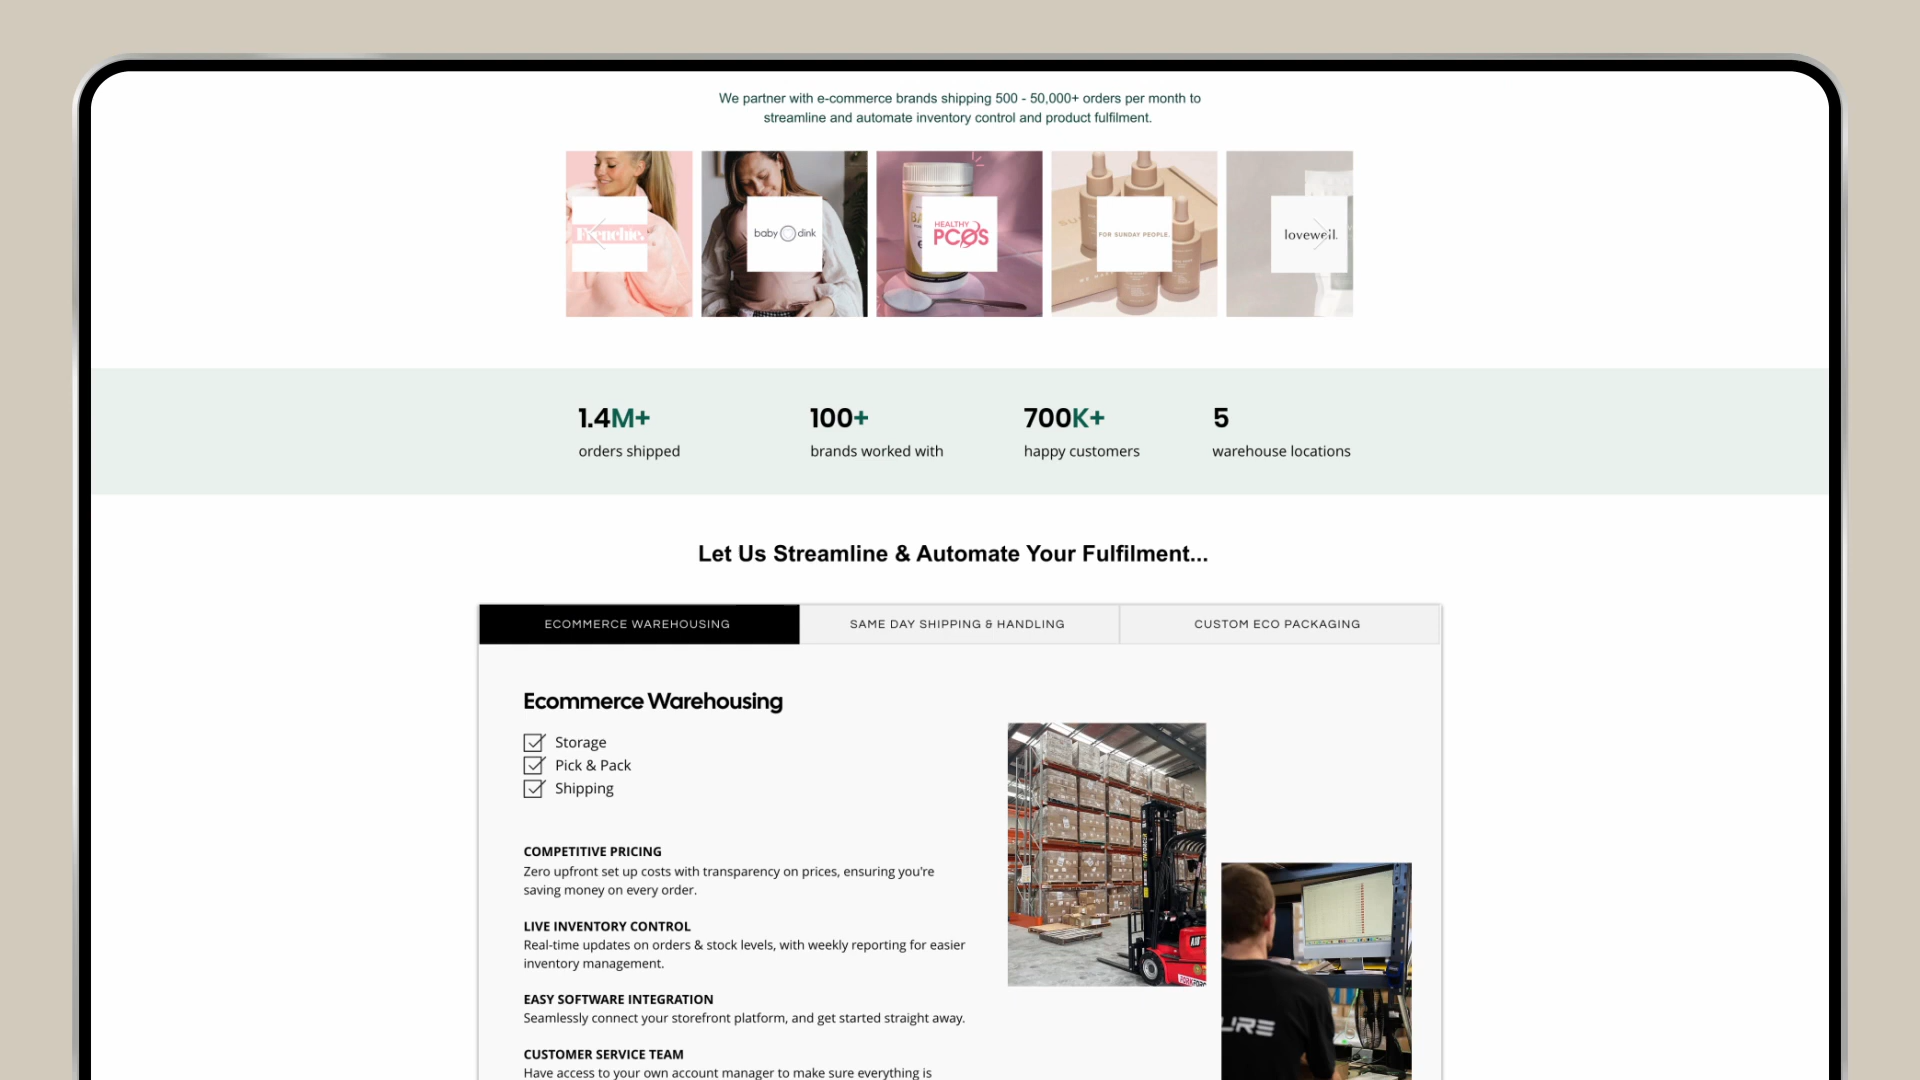 We partner with e-commerce brands shipping 500 - 50,000+ orders per month to
streamline and automate inventory control and product fulfilment.
Frenchie.
baby dink
HEALTHY
PCOS
FOR SUNDAY PEOPLE.
loveweil.
1.4M+
orders shipped
100+
brands worked with
700K+
happy customers
5
warehouse locations
Let Us Streamline & Automate Your Fulfilment...
ECOMMERCE WAREHOUSING
SAME DAY SHIPPING & HANDLING
CUSTOM ECO PACKAGING
Ecommerce Warehousing
Storage
Pick & Pack
Shipping
COMPETITIVE PRICING
Zero upfront set up costs with transparency on prices, ensuring you're
saving money on every order.
LIVE INVENTORY CONTROL
Real-time updates on orders & stock levels, with weekly reporting for easier
inventory management.
EASY SOFTWARE INTEGRATION
Seamlessly connect your storefront platform, and get started straight away.
CUSTOMER SERVICE TEAM
Have access to your own account manager to make sure everything is